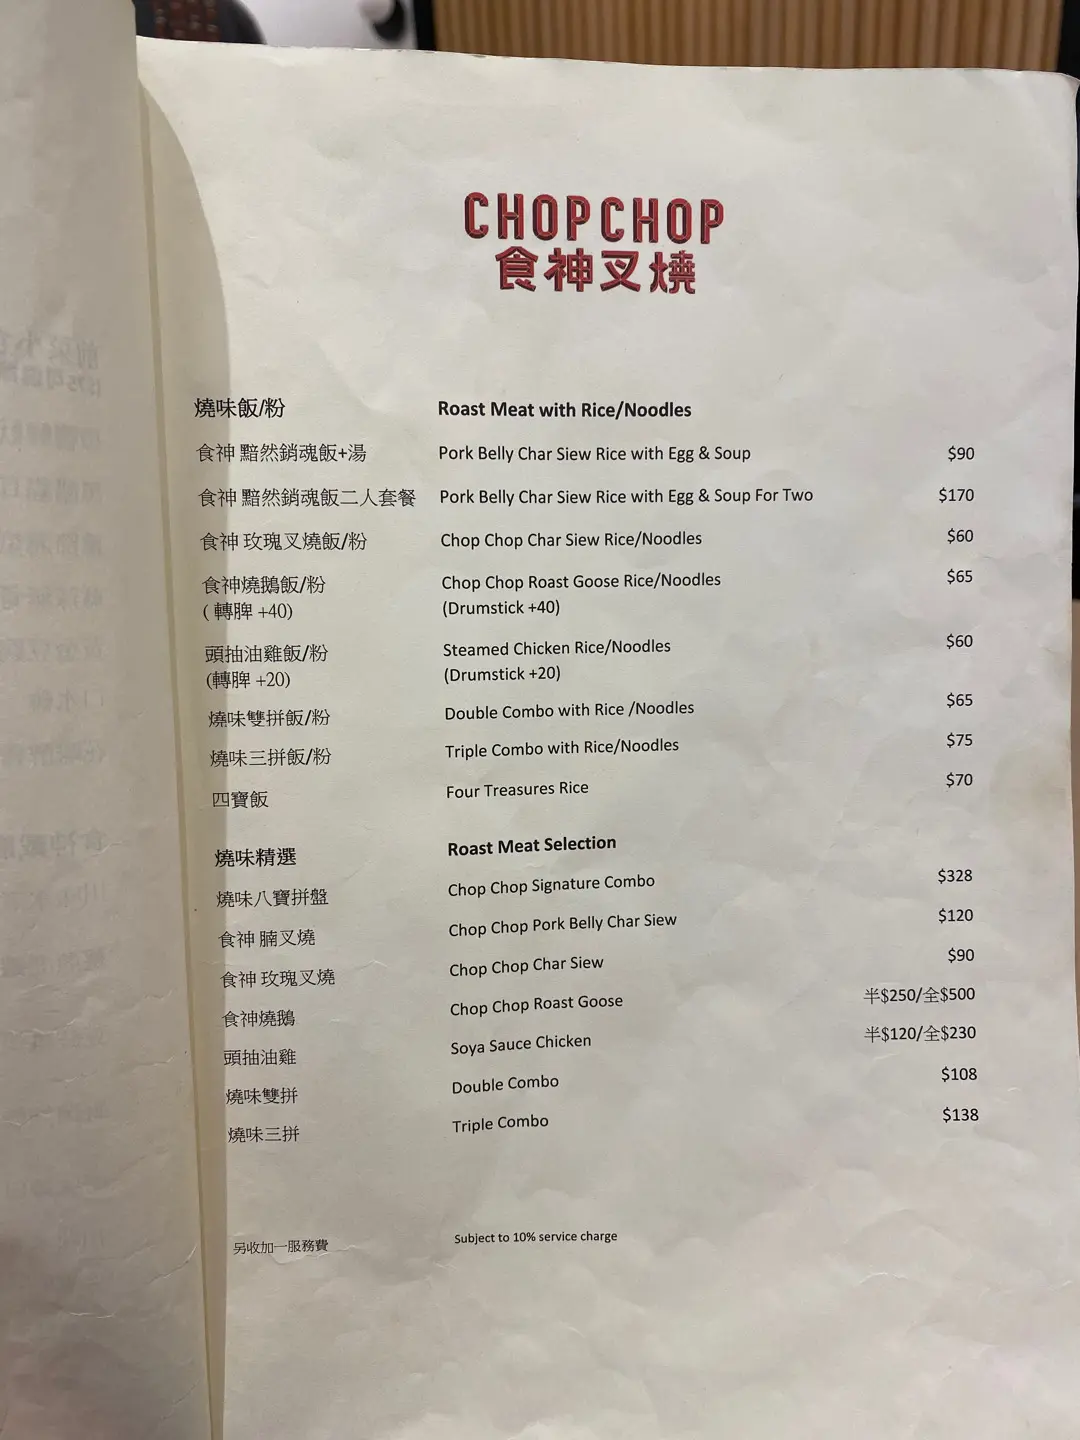 CHOP CHOP
食神叉燒
燒味飯/粉 Roast Meat with Rice/Noodles
食神 黯然銷魂飯+湯 Pork Belly Char Siew Rice with Egg & Soup $90
食神 黯然銷魂飯二人套餐 Pork Belly Char Siew Rice with Egg & Soup For Two $170
食神 玫瑰叉燒飯/粉 Chop Chop Char Siew Rice/Noodles $60
食神燒鵝飯/粉 Chop Chop Roast Goose Rice/Noodles $65
( 轉脾 +40) (Drumstick +40)
頭抽油雞飯/粉 Steamed Chicken Rice/Noodles $60
(轉脾 +20) (Drumstick +20)
燒味雙拼飯/粉 Double Combo with Rice /Noodles $65
燒味三拼飯/粉 Triple Combo with Rice/Noodles $75
四寶飯 Four Treasures Rice $70
燒味精選 Roast Meat Selection
燒味八寶拼盤 Chop Chop Signature Combo $328
食神 腩叉燒 Chop Chop Pork Belly Char Siew $120
食神 玫瑰叉燒 Chop Chop Char Siew $90
食神燒鵝 Chop Chop Roast Goose 半$250/全$500
頭抽油雞 Soya Sauce Chicken 半$120/全$230
燒味雙拼 Double Combo $108
燒味三拼 Triple Combo $138
另收加一服務費 Subject to 10% service charge